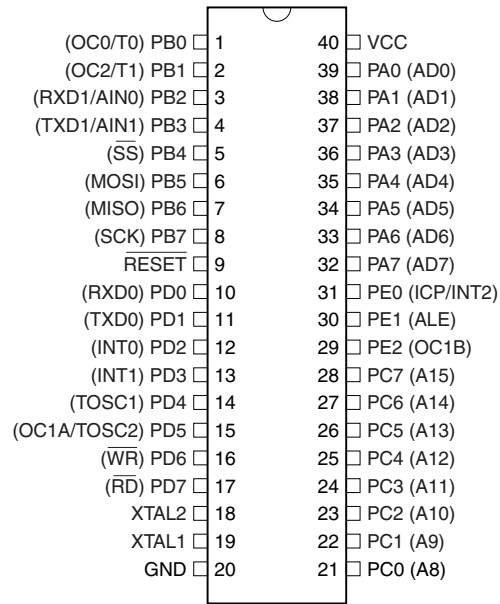 (OC0/T0) PB0 1 40 VCC
(OC2/T1) PB1 2 39 PA0 (AD0)
(RXD1/AIN0) PB2 3 38 PA1 (AD1)
(TXD1/AIN1) PB3 4 37 PA2 (AD2)
(S̅S̅) PB4 5 36 PA3 (AD3)
(MOSI) PB5 6 35 PA4 (AD4)
(MISO) PB6 7 34 PA5 (AD5)
(SCK) PB7 8 33 PA6 (AD6)
R̅E̅S̅E̅T̅ 9 32 PA7 (AD7)
(RXD0) PD0 10 31 PE0 (ICP/INT2)
(TXD0) PD1 11 30 PE1 (ALE)
(INT0) PD2 12 29 PE2 (OC1B)
(INT1) PD3 13 28 PC7 (A15)
(TOSC1) PD4 14 27 PC6 (A14)
(OC1A/TOSC2) PD5 15 26 PC5 (A13)
(W̅R̅) PD6 16 25 PC4 (A12)
(R̅D̅) PD7 17 24 PC3 (A11)
XTAL2 18 23 PC2 (A10)
XTAL1 19 22 PC1 (A9)
GND 20 21 PC0 (A8)